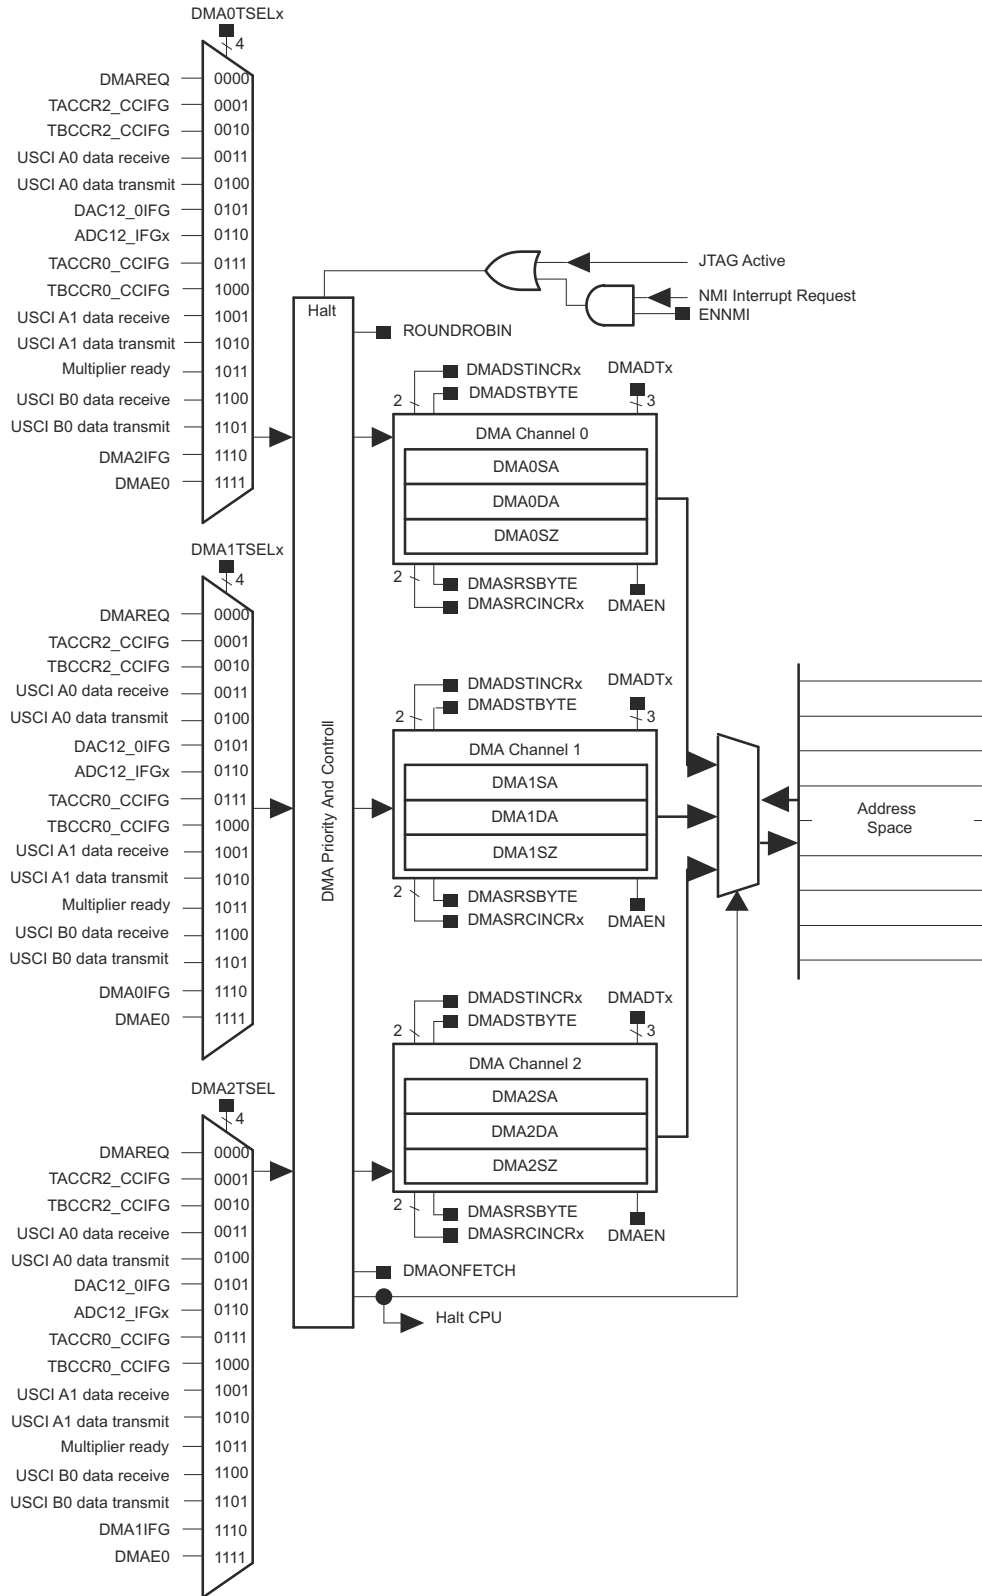 DMA0TSELx
4
DMAREQ 0000
TACCR2_CCIFG 0001
TBCCR2_CCIFG 0010
USCI A0 data receive 0011
USCI A0 data transmit 0100
DAC12_0IFG 0101
ADC12_IFGx 0110
TACCR0_CCIFG 0111
TBCCR0_CCIFG 1000
USCI A1 data receive 1001
USCI A1 data transmit 1010
Multiplier ready 1011
USCI B0 data receive 1100
USCI B0 data transmit 1101
DMA2IFG 1110
DMAE0 1111
DMA1TSELx
4
DMAREQ 0000
TACCR2_CCIFG 0001
TBCCR2_CCIFG 0010
USCI A0 data receive 0011
USCI A0 data transmit 0100
DAC12_0IFG 0101
ADC12_IFGx 0110
TACCR0_CCIFG 0111
TBCCR0_CCIFG 1000
USCI A1 data receive 1001
USCI A1 data transmit 1010
Multiplier ready 1011
USCI B0 data receive 1100
USCI B0 data transmit 1101
DMA0IFG 1110
DMAE0 1111
DMA2TSEL
4
DMAREQ 0000
TACCR2_CCIFG 0001
TBCCR2_CCIFG 0010
USCI A0 data receive 0011
USCI A0 data transmit 0100
DAC12_0IFG 0101
ADC12_IFGx 0110
TACCR0_CCIFG 0111
TBCCR0_CCIFG 1000
USCI A1 data receive 1001
USCI A1 data transmit 1010
Multiplier ready 1011
USCI B0 data receive 1100
USCI B0 data transmit 1101
DMA1IFG 1110
DMAE0 1111
Halt
DMA Priority And Controll
JTAG Active
NMI Interrupt Request
ENNMI
ROUNDROBIN
DMADSTINCRx
DMADTx
2
DMADSTBYTE
3
DMA Channel 0
DMA0SA
DMA0DA
DMA0SZ
2
DMASRSBYTE
DMASRCINCRx
DMAEN
DMADSTINCRx
DMADTx
2
DMADSTBYTE
3
DMA Channel 1
DMA1SA
DMA1DA
DMA1SZ
2
DMASRSBYTE
DMASRCINCRx
DMAEN
DMADSTINCRx
DMADTx
2
DMADSTBYTE
3
DMA Channel 2
DMA2SA
DMA2DA
DMA2SZ
2
DMASRSBYTE
DMASRCINCRx
DMAEN
DMAONFETCH
Halt CPU
Address
Space